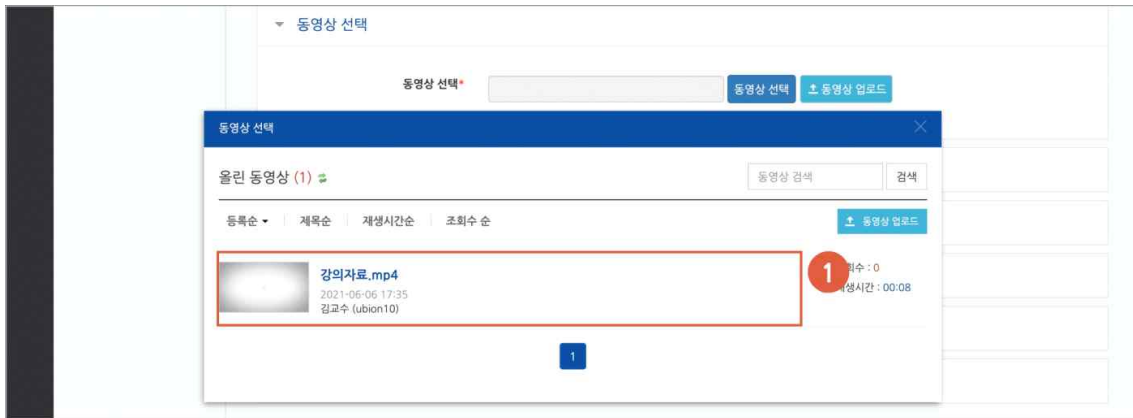 동영상 선택
동영상 선택*
동영상 선택
동영상 업로드
동영상 선택
올린 동영상 (1)
동영상 검색
검색
등록순
제목순
재생시간순
조회수 순
동영상 업로드
강의자료.mp4
2021-06-06 17:35
김교수 (ubion10)
1
회수 : 0
생시간 : 00:08
1